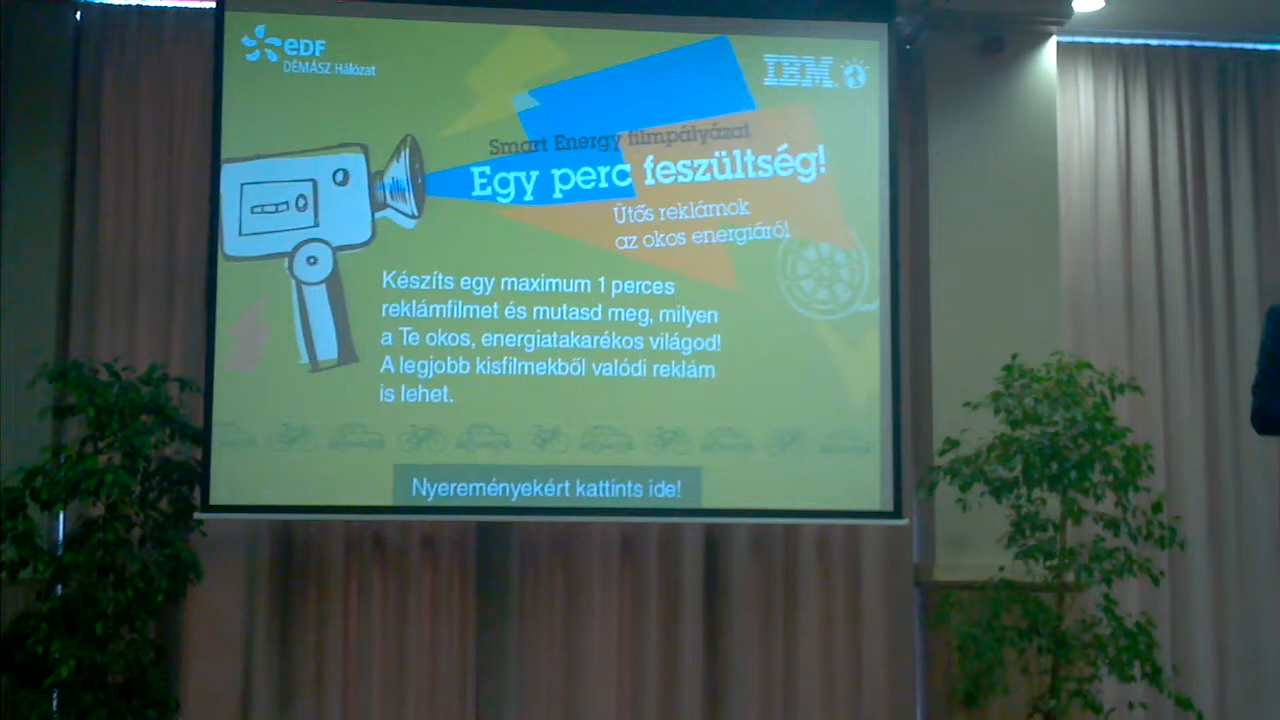 eDF
DÉMÁSZ Hálózat
IBM
Smart Energy filmpályázat
Egy perc feszültség!
Ütős reklámok
az okos energiáról
Készíts egy maximum 1 perces
reklámfilmet és mutasd meg, milyen
a Te okos, energiatakarékos világod!
A legjobb kisfilmekből valódi reklám
is lehet.
Nyereményekért kattints ide!